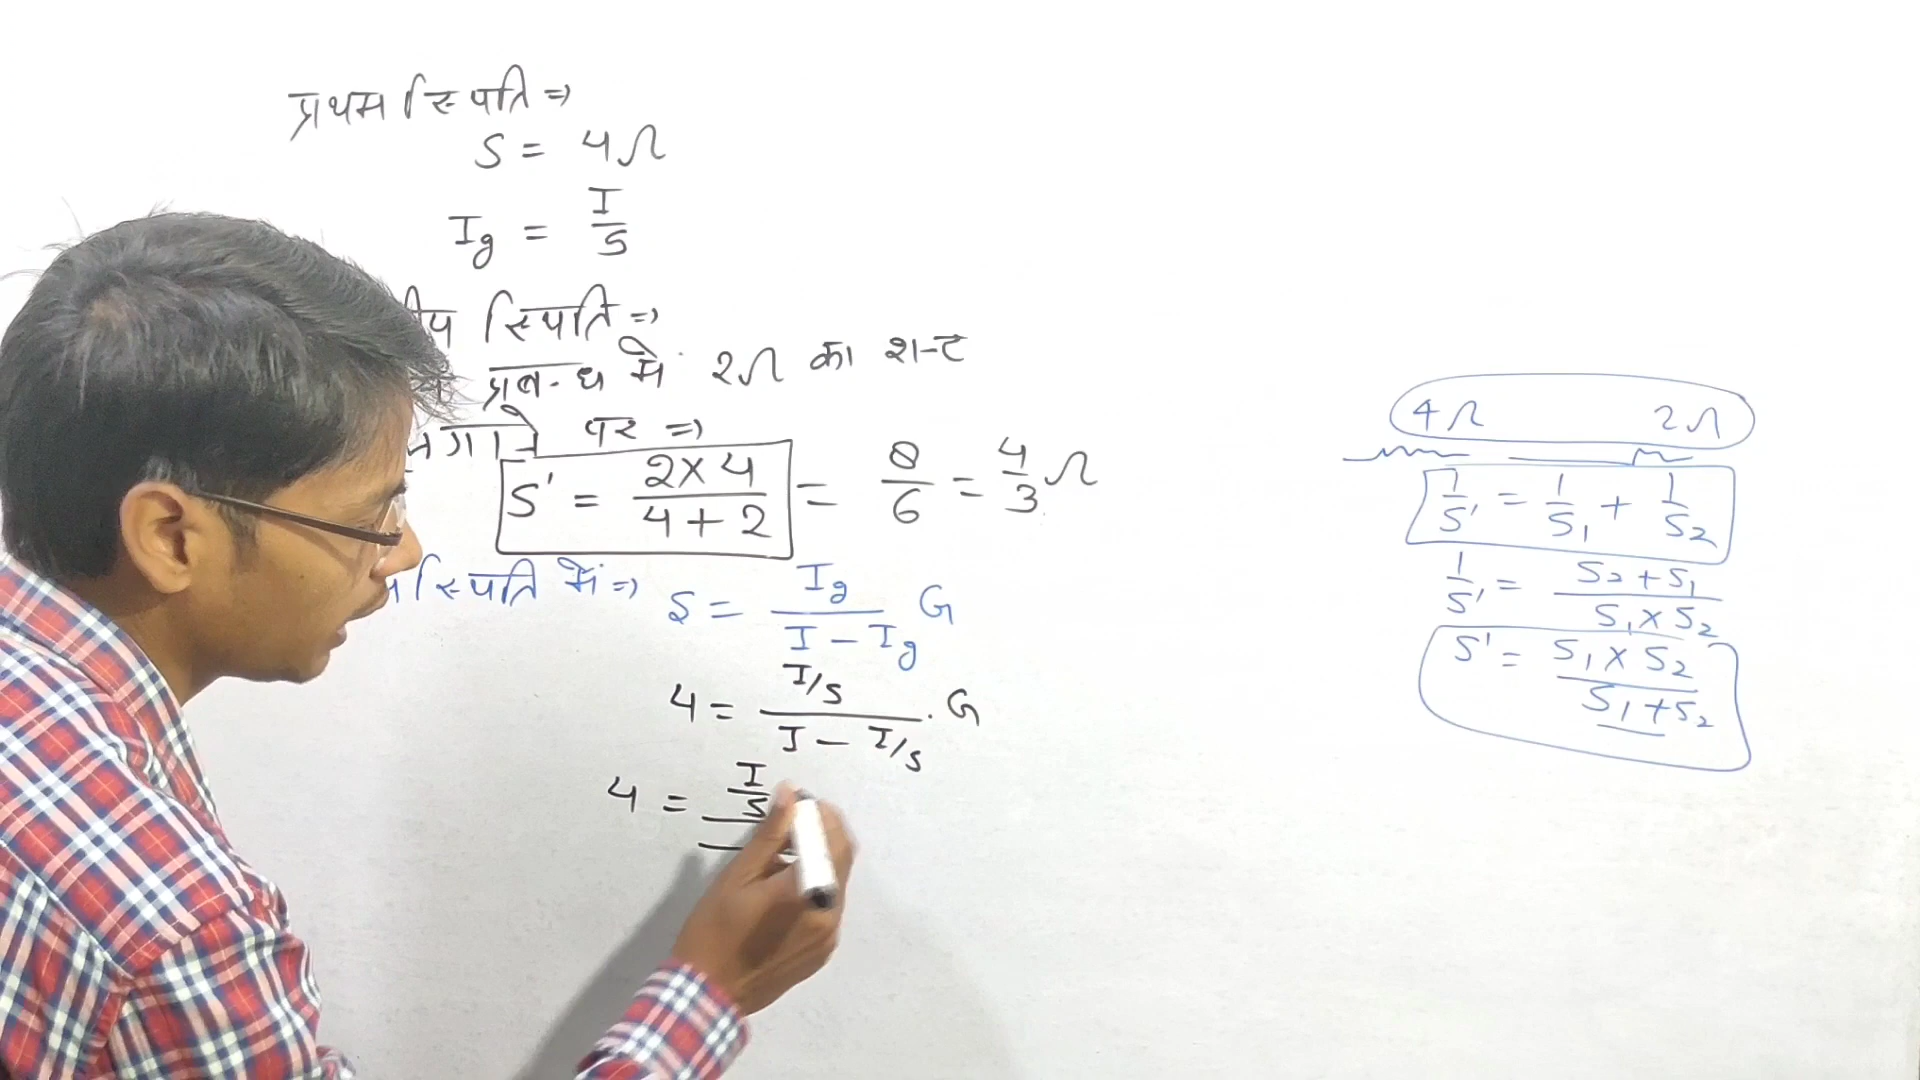 प्रथम स्थिति ⇒
S = 4Ω
Ig = I/5
स्थिति ⇒
में 2Ω का शन्ट
लगाने पर ⇒
S' = (2×4)/(4+2) = 8/6 = 4/3 Ω
स्थिति में ⇒ S = Ig/(I-Ig) G
4 = (I/5)/(I - I/5) . G
4 = I/5
4Ω 2Ω
1/S' = 1/S₁ + 1/S₂
1/S' = (S₂+S₁)/(S₁×S₂)
S' = (S₁×S₂)/(S₁+S₂)